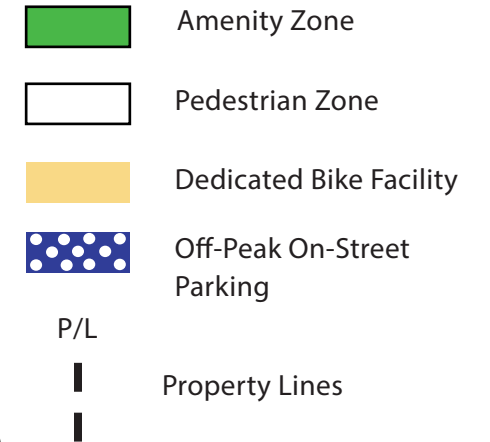 Amenity Zone
Pedestrian Zone
Dedicated Bike Facility
Off-Peak On-Street
Parking
P/L
Property Lines